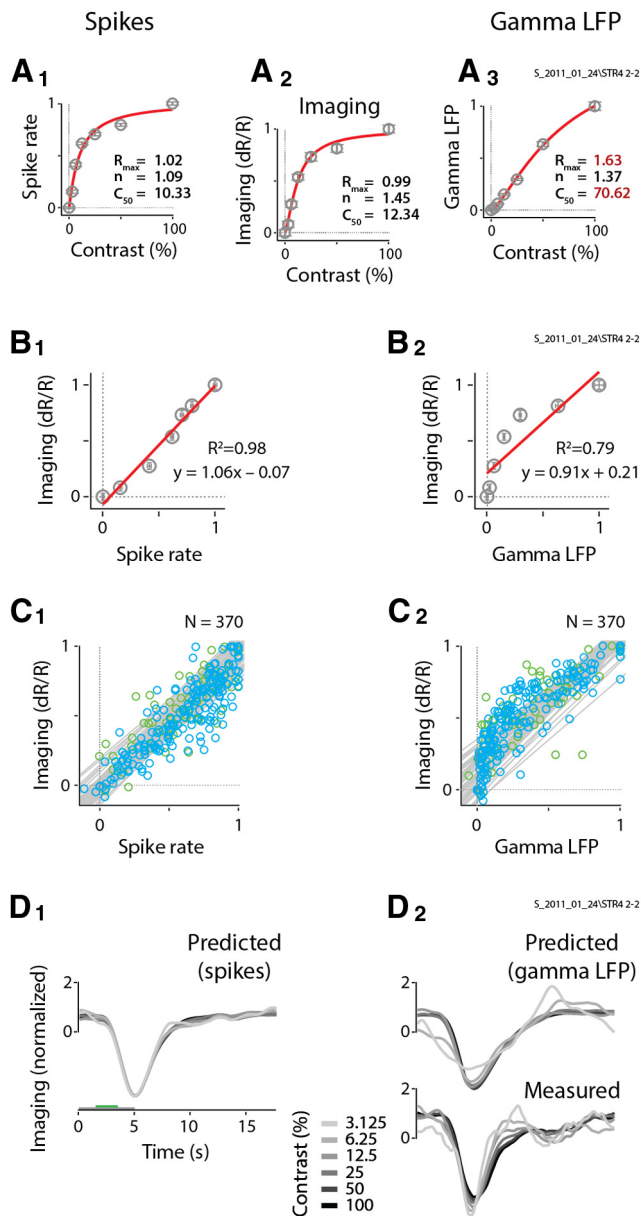 Spikes
Gamma LFP
A1
Spike rate
1
0
0
100
Contrast (%)
Rmax = 1.02
n = 1.09
C50 = 10.33
A2
Imaging
Imaging (dR/R)
1
0
0
100
Contrast (%)
Rmax = 0.99
n = 1.45
C50 = 12.34
A3
S_2011_01_24\STR4 2-2
Gamma LFP
1
0
0
100
Contrast (%)
Rmax = 1.63
n = 1.37
C50 = 70.62
B1
Imaging (dR/R)
1
0
0
1
Spike rate
R²=0.98
y = 1.06x – 0.07
B2
S_2011_01_24\STR4 2-2
Imaging (dR/R)
1
0
0
1
Gamma LFP
R²=0.79
y = 0.91x + 0.21
C1
N = 370
Imaging (dR/R)
1
0
0
1
Spike rate
C2
N = 370
Imaging (dR/R)
1
0
0
1
Gamma LFP
D1
Predicted
(spikes)
Imaging (normalized)
2
0
0
5
10
15
Time (s)
D2
S_2011_01_24\STR4 2-2
Predicted
(gamma LFP)
2
0
Measured
2
0
Contrast (%)
3.125
6.25
12.5
25
50
100